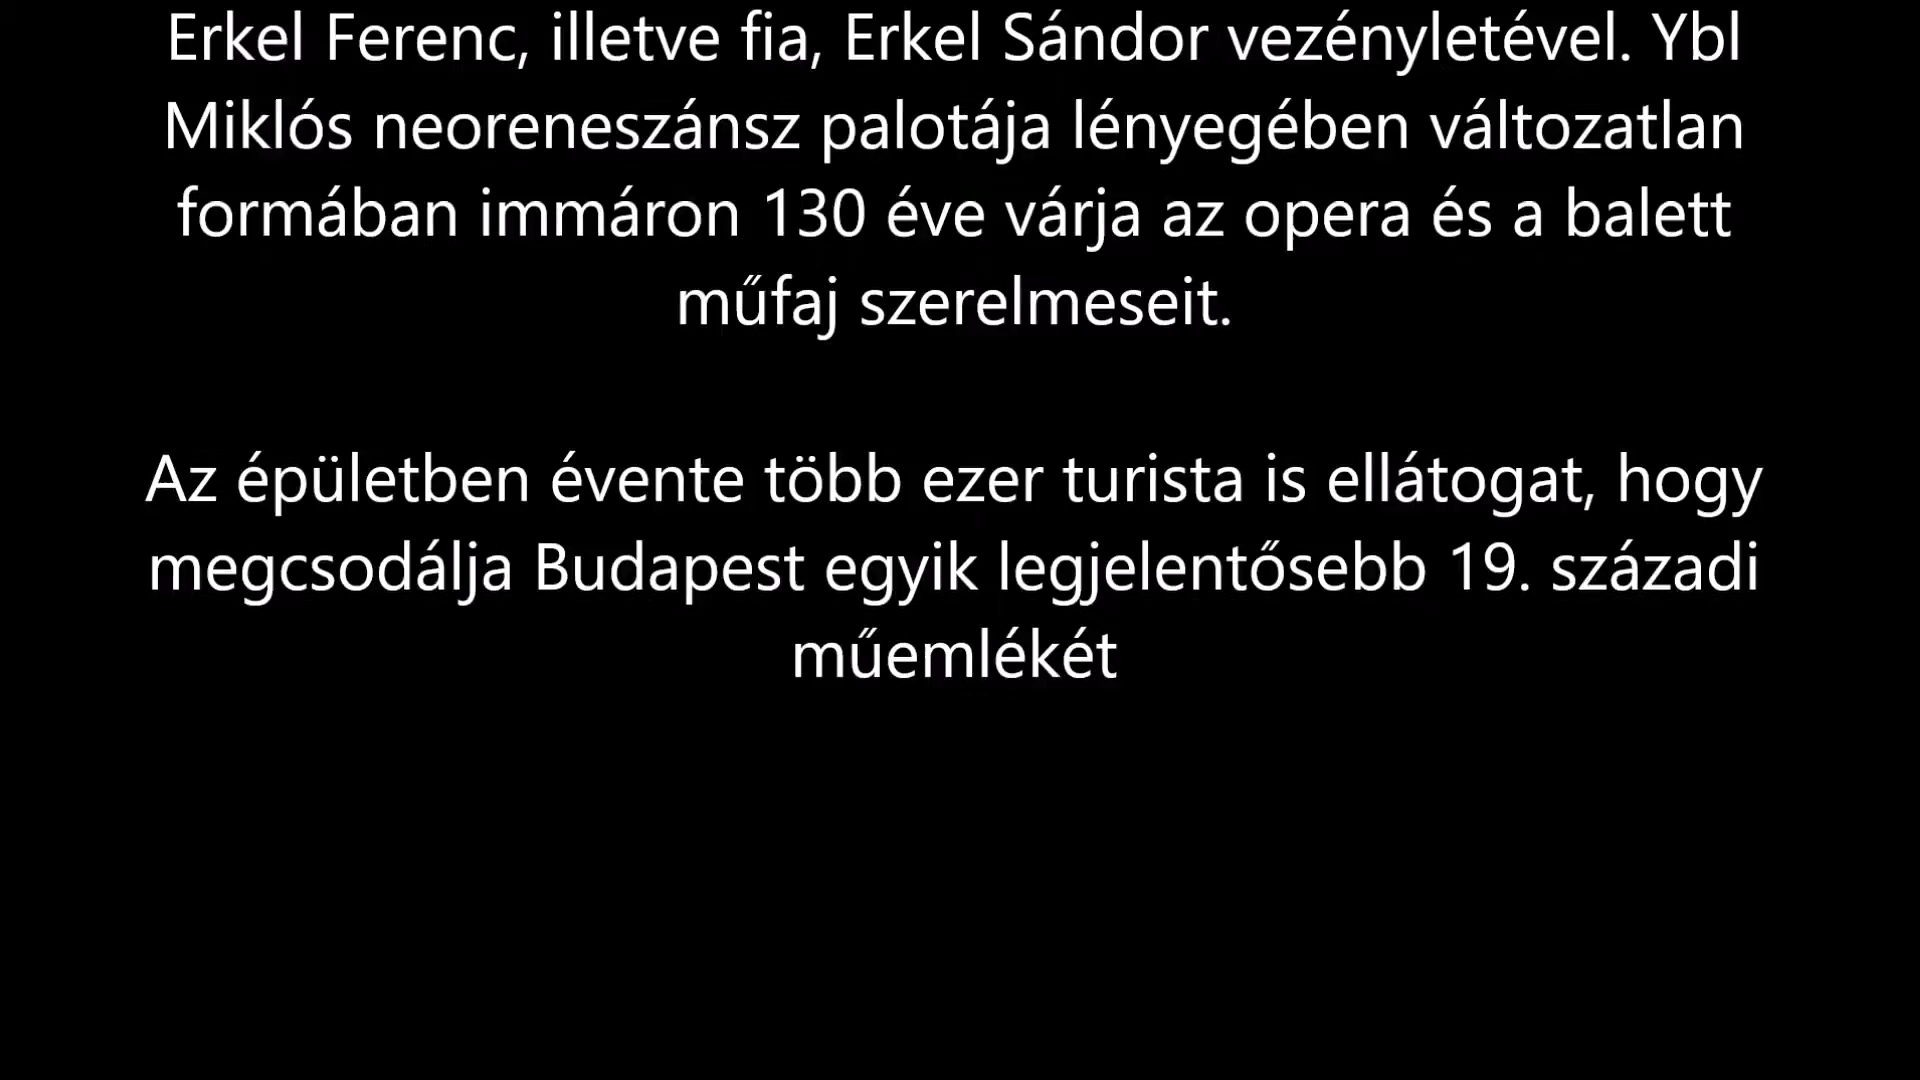 Erkel Ferenc, illetve fia, Erkel Sándor vezényletével. Ybl
Miklós neoreneszánsz palotája lényegében változatlan
formában immáron 130 éve várja az opera és a balett
műfaj szerelmeseit.
Az épületben évente több ezer turista is ellátogat, hogy
megcsodálja Budapest egyik legjelentősebb 19. századi
műemlékét